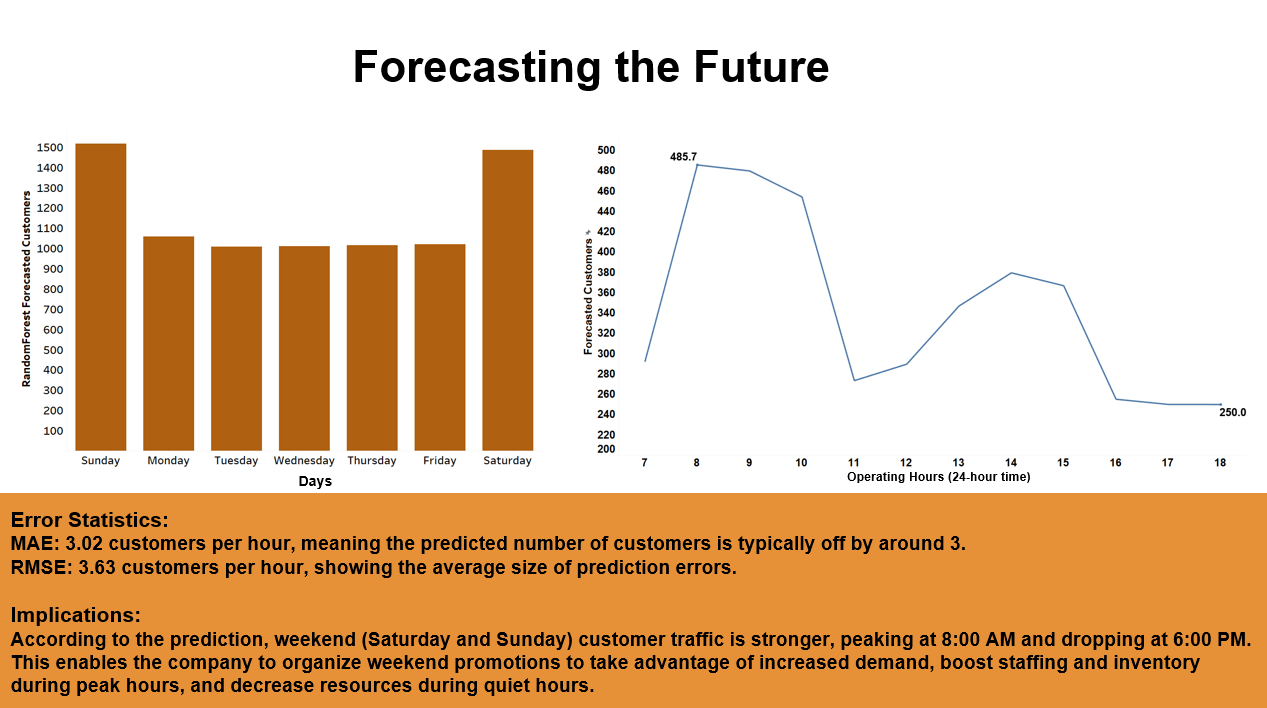 Forecasting the Future
RandomForest Forecasted Customers
1500
1400
1300
1200
1100
1000
900
800
700
600
500
400
300
200
100
Sunday Monday Tuesday Wednesday Thursday Friday Saturday
Days
Forecasted Customers
500
480
460
440
420
400
380
360
340
320
300
280
260
240
220
200
485.7
250.0
7 8 9 10 11 12 13 14 15 16 17 18
Operating Hours (24-hour time)
Error Statistics:
MAE: 3.02 customers per hour, meaning the predicted number of customers is typically off by around 3.
RMSE: 3.63 customers per hour, showing the average size of prediction errors.
Implications:
According to the prediction, weekend (Saturday and Sunday) customer traffic is stronger, peaking at 8:00 AM and dropping at 6:00 PM.
This enables the company to organize weekend promotions to take advantage of increased demand, boost staffing and inventory
during peak hours, and decrease resources during quiet hours.